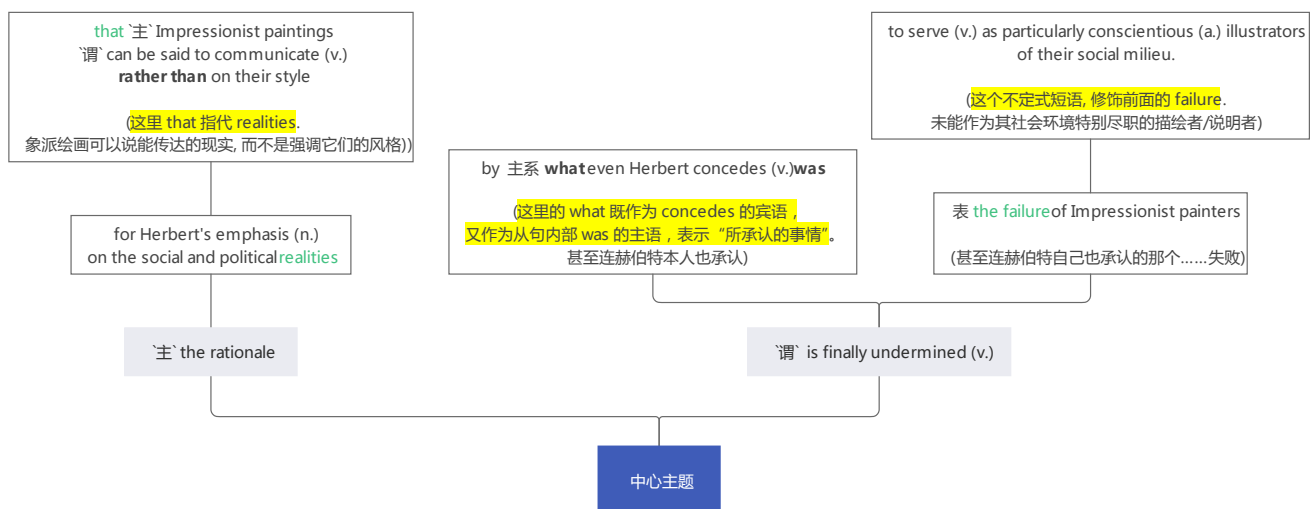 that `主` Impressionist paintings
`谓` can be said to communicate (v.)
rather than on their style
(这里 that 指代 realities.
象派绘画可以说能传达的现实, 而不是强调它们的风格))
for Herbert's emphasis (n.)
on the social and political realities
`主` the rationale
by 主系 what even Herbert concedes (v.) was
(这里的 what 既作为 concedes 的宾语，
又作为从句内部 was 的主语，表示“所承认的事情”。
甚至连赫伯特本人也承认)
to serve (v.) as particularly conscientious (a.) illustrators
of their social milieu.
(这个不定式短语, 修饰前面的 failure.
未能作为其社会环境特别尽职的描绘者/说明者)
表 the failure of Impressionist painters
(甚至连赫伯特自己也承认的那个……失败)
`谓` is finally undermined (v.)
中心主题